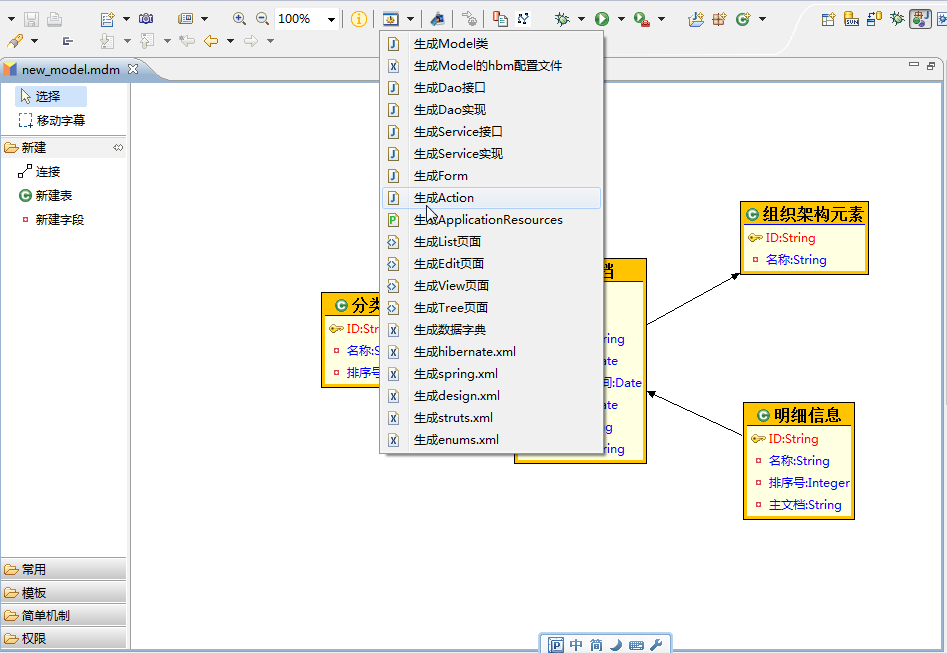 100%
new_model.mdm
选择
移动字幕
新建
连接
新建表
新建字段
常用
模板
简单机制
权限
生成Model类
生成Model的hbm配置文件
生成Dao接口
生成Dao实现
生成Service接口
生成Service实现
生成Form
生成Action
生成ApplicationResources
生成List页面
生成Edit页面
生成View页面
生成Tree页面
生成数据字典
生成hibernate.xml
生成spring.xml
生成design.xml
生成struts.xml
生成enums.xml
分类
ID:Str
名称:S
排序号
档
ring
ate
间:Date
ate
g
ring
组织架构元素
ID:String
名称:String
明细信息
ID:String
名称:String
排序号:Integer
主文档:String
中 简